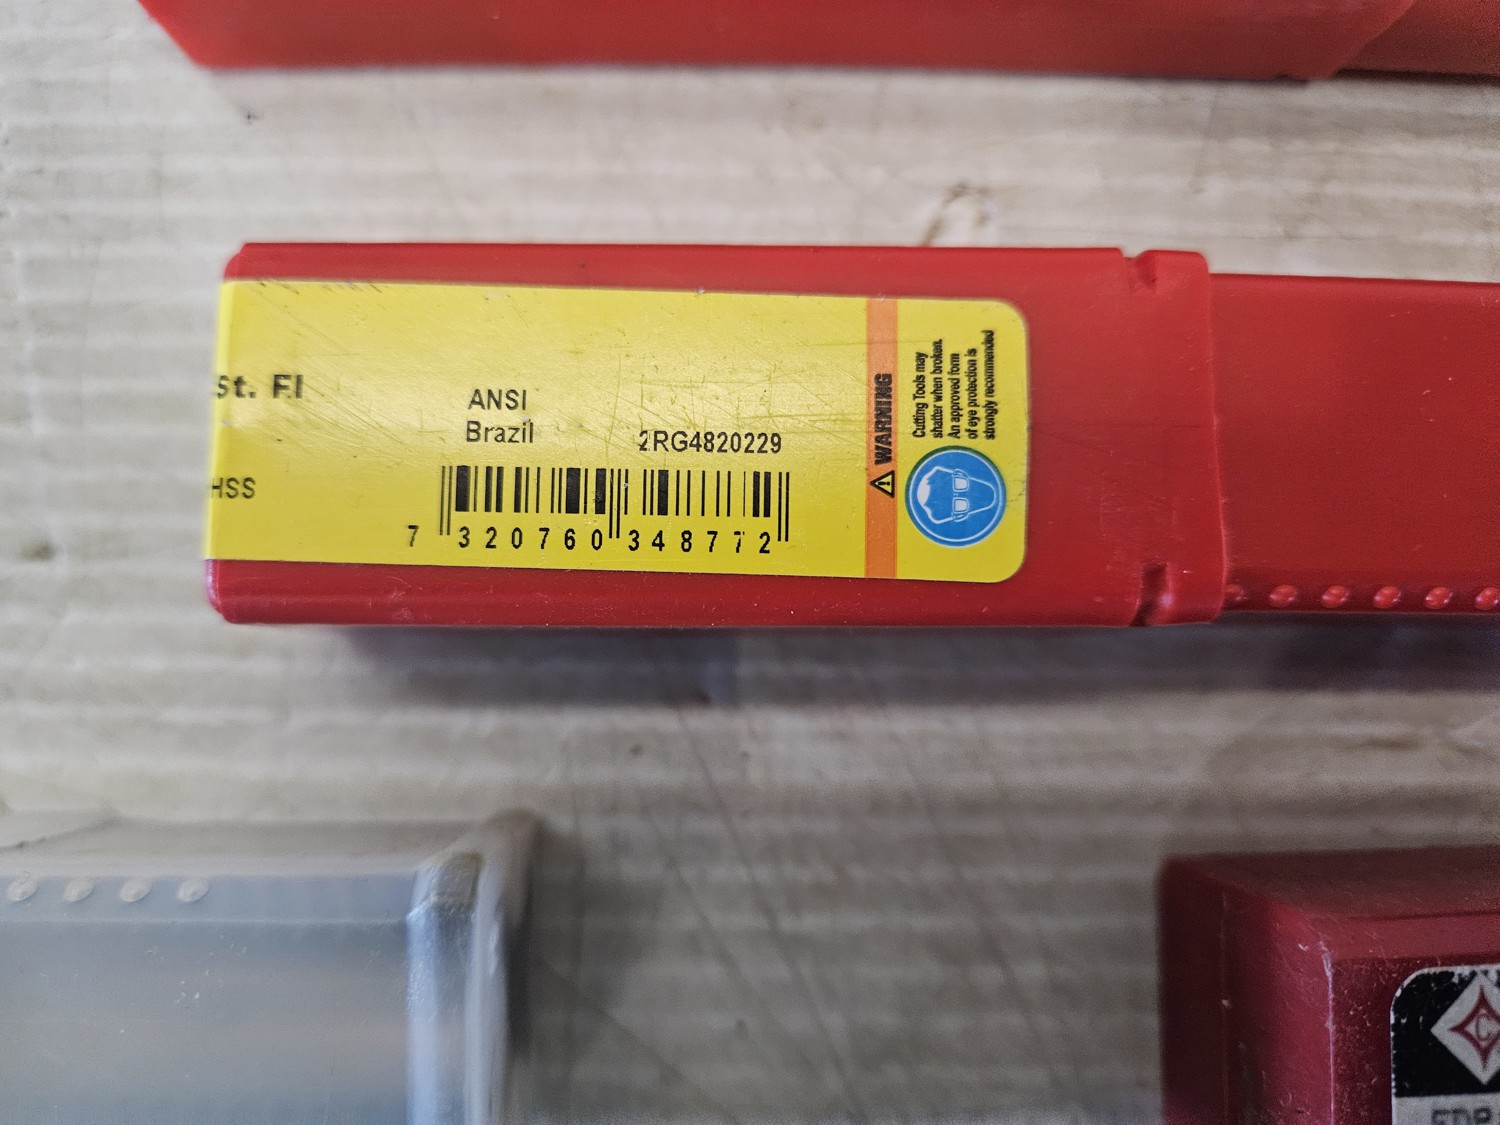 St. Fl
HSS
ANSI
Brazil
2RG4820229
7 320760 348772
WARNING
Cutting Tools may
shatter when broken.
An approved form
of eye protection is
strongly recommended
C